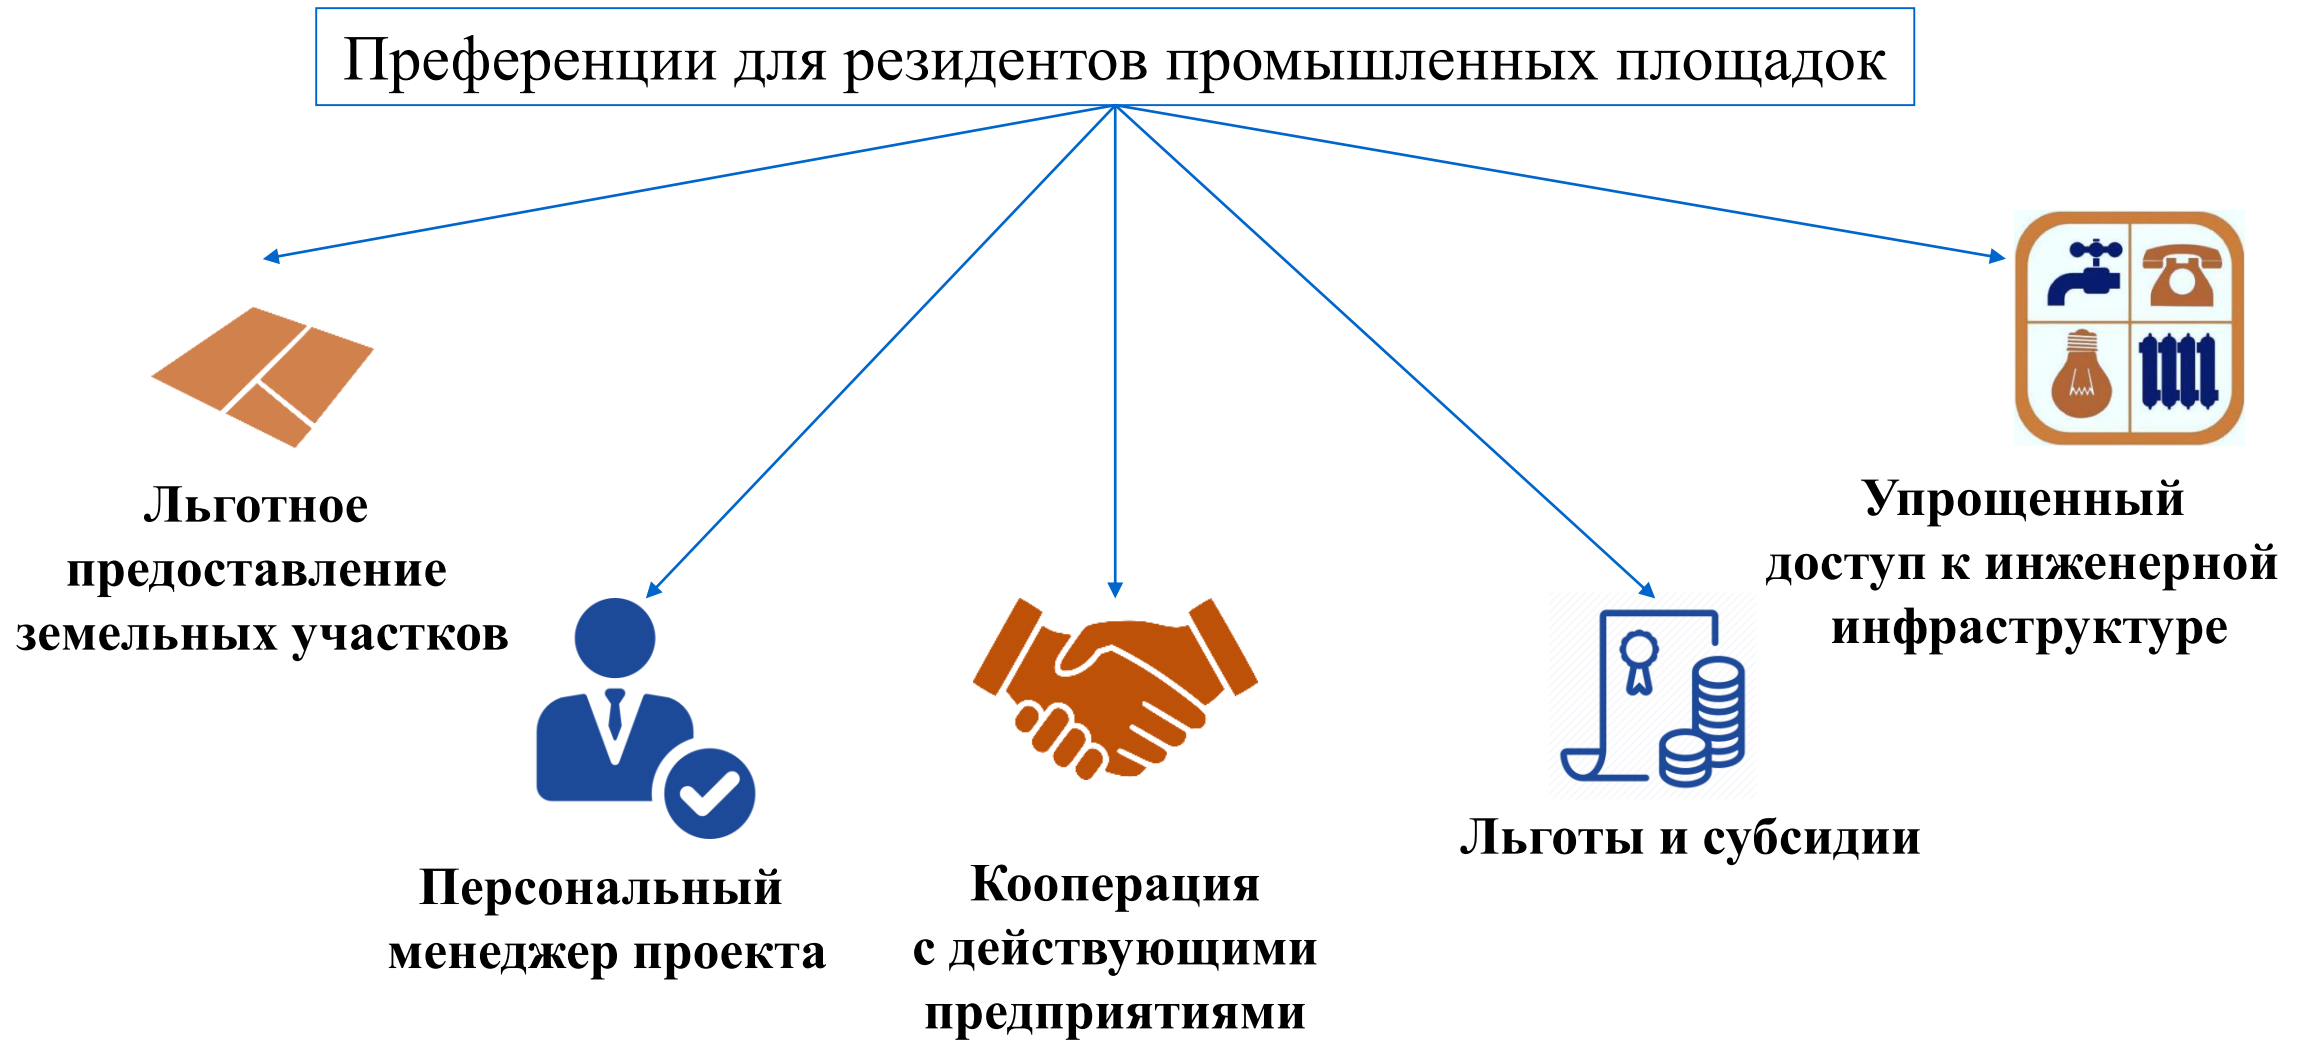 Преференции для резидентов промышленных площадок
Льготное
предоставление
земельных участков
Персональный
менеджер проекта
Кооперация
с действующими
предприятиями
Льготы и субсидии
Упрощенный
доступ к инженерной
инфраструктуре